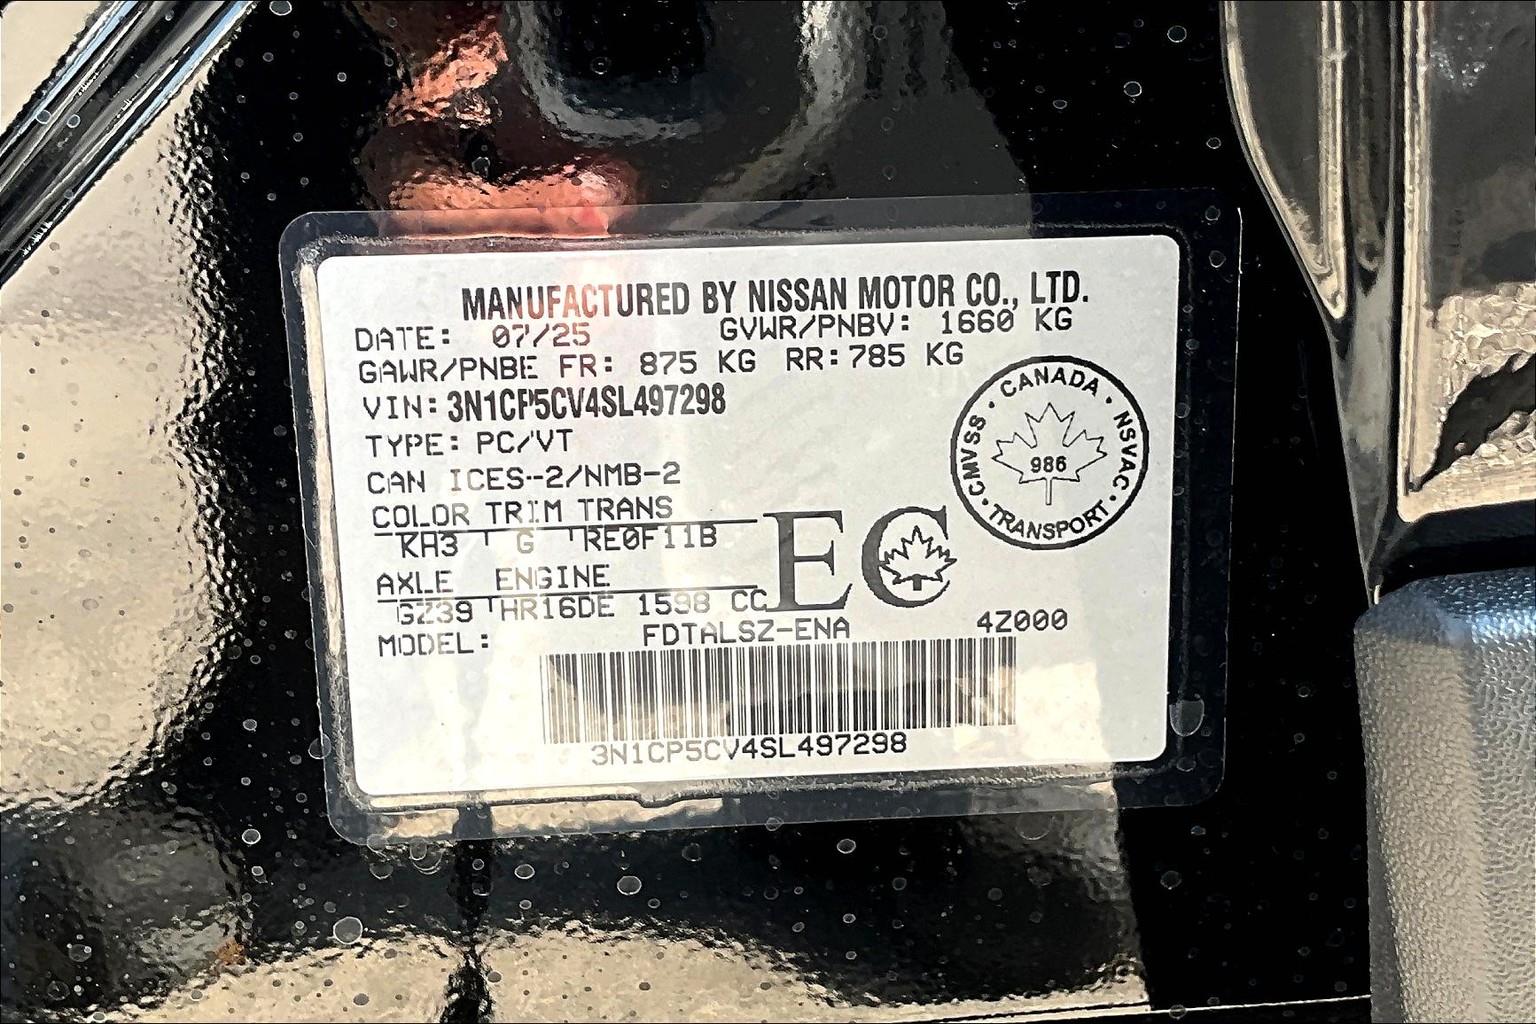 MANUFACTURED BY NISSAN MOTOR CO., LTD.
DATE: 07/25 GVWR/PNBV: 1660 KG
GAWR/PNBE FR: 875 KG RR: 785 KG
VIN: 3N1CP5CV4SL497298
TYPE: PC/VT
CAN ICES-2/NMB-2
COLOR TRIM TRANS
KH3 G RE0F11B
AXLE ENGINE
GZ39 HR16DE 1598 CC
MODEL: FDTALSZ-ENA 4Z000
3N1CP5CV4SL497298
EC
CANADA · NSVAC · TRANSPORT · CMVSS ·
986